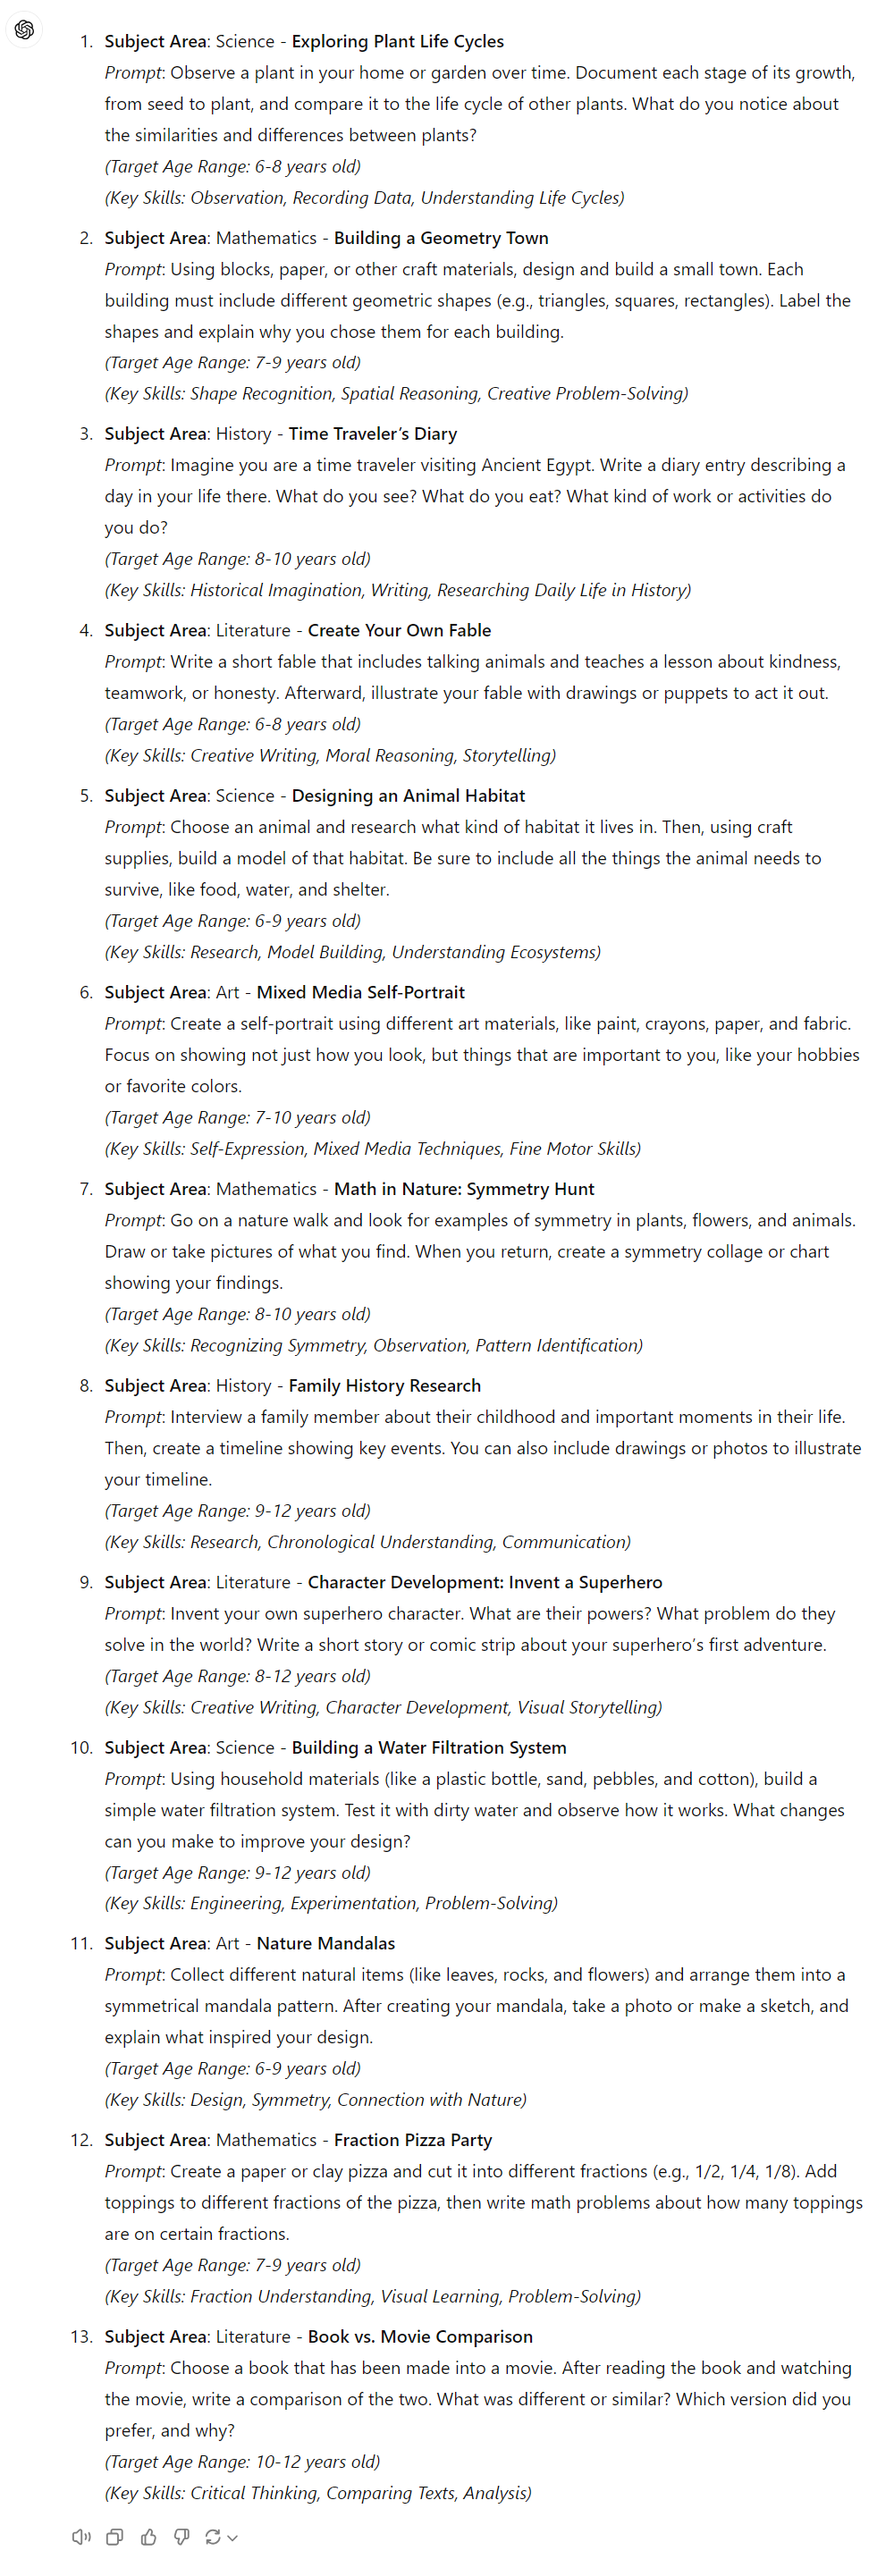 1. Subject Area: Science - Exploring Plant Life Cycles
Prompt: Observe a plant in your home or garden over time. Document each stage of its growth,
from seed to plant, and compare it to the life cycle of other plants. What do you notice about
the similarities and differences between plants?
(Target Age Range: 6-8 years old)
(Key Skills: Observation, Recording Data, Understanding Life Cycles)
2. Subject Area: Mathematics - Building a Geometry Town
Prompt: Using blocks, paper, or other craft materials, design and build a small town. Each
building must include different geometric shapes (e.g., triangles, squares, rectangles). Label the
shapes and explain why you chose them for each building.
(Target Age Range: 7-9 years old)
(Key Skills: Shape Recognition, Spatial Reasoning, Creative Problem-Solving)
3. Subject Area: History - Time Traveler’s Diary
Prompt: Imagine you are a time traveler visiting Ancient Egypt. Write a diary entry describing a
day in your life there. What do you see? What do you eat? What kind of work or activities do
you do?
(Target Age Range: 8-10 years old)
(Key Skills: Historical Imagination, Writing, Researching Daily Life in History)
4. Subject Area: Literature - Create Your Own Fable
Prompt: Write a short fable that includes talking animals and teaches a lesson about kindness,
teamwork, or honesty. Afterward, illustrate your fable with drawings or puppets to act it out.
(Target Age Range: 6-8 years old)
(Key Skills: Creative Writing, Moral Reasoning, Storytelling)
5. Subject Area: Science - Designing an Animal Habitat
Prompt: Choose an animal and research what kind of habitat it lives in. Then, using craft
supplies, build a model of that habitat. Be sure to include all the things the animal needs to
survive, like food, water, and shelter.
(Target Age Range: 6-9 years old)
(Key Skills: Research, Model Building, Understanding Ecosystems)
6. Subject Area: Art - Mixed Media Self-Portrait
Prompt: Create a self-portrait using different art materials, like paint, crayons, paper, and fabric.
Focus on showing not just how you look, but things that are important to you, like your hobbies
or favorite colors.
(Target Age Range: 7-10 years old)
(Key Skills: Self-Expression, Mixed Media Techniques, Fine Motor Skills)
7. Subject Area: Mathematics - Math in Nature: Symmetry Hunt
Prompt: Go on a nature walk and look for examples of symmetry in plants, flowers, and animals.
Draw or take pictures of what you find. When you return, create a symmetry collage or chart
showing your findings.
(Target Age Range: 8-10 years old)
(Key Skills: Recognizing Symmetry, Observation, Pattern Identification)
8. Subject Area: History - Family History Research
Prompt: Interview a family member about their childhood and important moments in their life.
Then, create a timeline showing key events. You can also include drawings or photos to illustrate
your timeline.
(Target Age Range: 9-12 years old)
(Key Skills: Research, Chronological Understanding, Communication)
9. Subject Area: Literature - Character Development: Invent a Superhero
Prompt: Invent your own superhero character. What are their powers? What problem do they
solve in the world? Write a short story or comic strip about your superhero’s first adventure.
(Target Age Range: 8-12 years old)
(Key Skills: Creative Writing, Character Development, Visual Storytelling)
10. Subject Area: Science - Building a Water Filtration System
Prompt: Using household materials (like a plastic bottle, sand, pebbles, and cotton), build a
simple water filtration system. Test it with dirty water and observe how it works. What changes
can you make to improve your design?
(Target Age Range: 9-12 years old)
(Key Skills: Engineering, Experimentation, Problem-Solving)
11. Subject Area: Art - Nature Mandalas
Prompt: Collect different natural items (like leaves, rocks, and flowers) and arrange them into a
symmetrical mandala pattern. After creating your mandala, take a photo or make a sketch, and
explain what inspired your design.
(Target Age Range: 6-9 years old)
(Key Skills: Design, Symmetry, Connection with Nature)
12. Subject Area: Mathematics - Fraction Pizza Party
Prompt: Create a paper or clay pizza and cut it into different fractions (e.g., 1/2, 1/4, 1/8). Add
toppings to different fractions of the pizza, then write math problems about how many toppings
are on certain fractions.
(Target Age Range: 7-9 years old)
(Key Skills: Fraction Understanding, Visual Learning, Problem-Solving)
13. Subject Area: Literature - Book vs. Movie Comparison
Prompt: Choose a book that has been made into a movie. After reading the book and watching
the movie, write a comparison of the two. What was different or similar? Which version did you
prefer, and why?
(Target Age Range: 10-12 years old)
(Key Skills: Critical Thinking, Comparing Texts, Analysis)